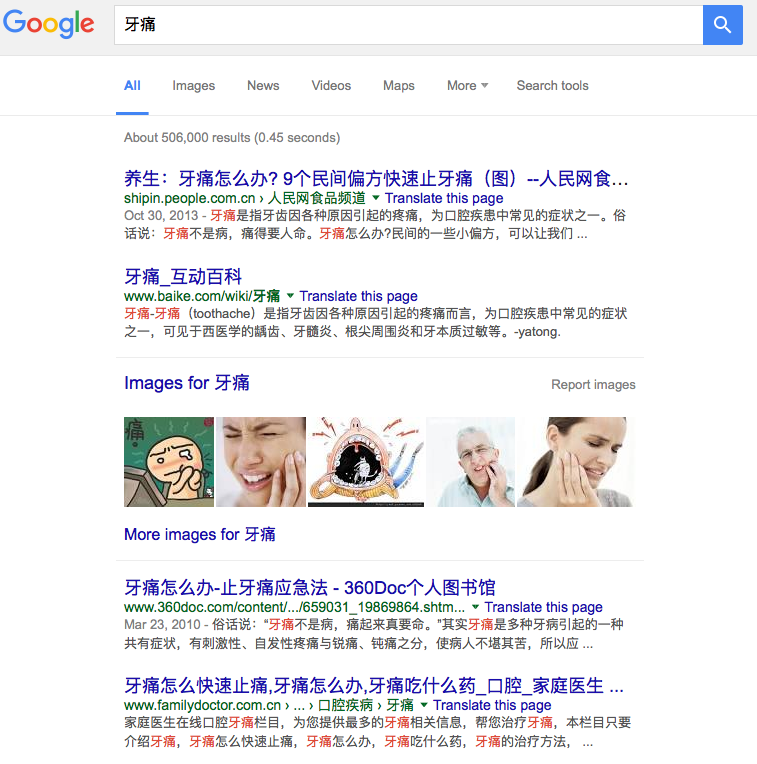 Google
牙痛
All Images News Videos Maps More Search tools
About 506,000 results (0.45 seconds)
养生：牙痛怎么办? 9个民间偏方快速止牙痛（图）--人民网食…
shipin.people.com.cn › 人民网食品频道 Translate this page
Oct 30, 2013 - 牙痛是指牙齿因各种原因引起的疼痛，为口腔疾患中常见的症状之一。俗
话说：牙痛不是病，痛得要人命。牙痛怎么办?民间的一些小偏方，可以让我们 ...
牙痛_互动百科
www.baike.com/wiki/牙痛 Translate this page
牙痛-牙痛（toothache）是指牙齿因各种原因引起的疼痛而言，为口腔疾患中常见的症状
之一，可见于西医学的龋齿、牙髓炎、根尖周围炎和牙本质过敏等。-yatong.
Images for 牙痛 Report images
痛。
More images for 牙痛
牙痛怎么办-止牙痛应急法 - 360Doc个人图书馆
www.360doc.com/content/.../659031_19869864.shtm... Translate this page
Mar 23, 2010 - 俗话说：“牙痛不是病，痛起来真要命。”其实牙痛是多种牙病引起的一种
共有症状，有刺激性、自发性疼痛与锐痛、钝痛之分，使病人不堪其苦，所以应 ...
牙痛怎么快速止痛,牙痛怎么办,牙痛吃什么药_口腔_家庭医生 ...
www.familydoctor.com.cn › ... › 口腔疾病 › 牙痛 Translate this page
家庭医生在线口腔牙痛栏目，为您提供最多的牙痛相关信息，帮您治疗牙痛，本栏目只要
介绍牙痛，牙痛怎么快速止痛，牙痛怎么办，牙痛吃什么药，牙痛的治疗方法， ...